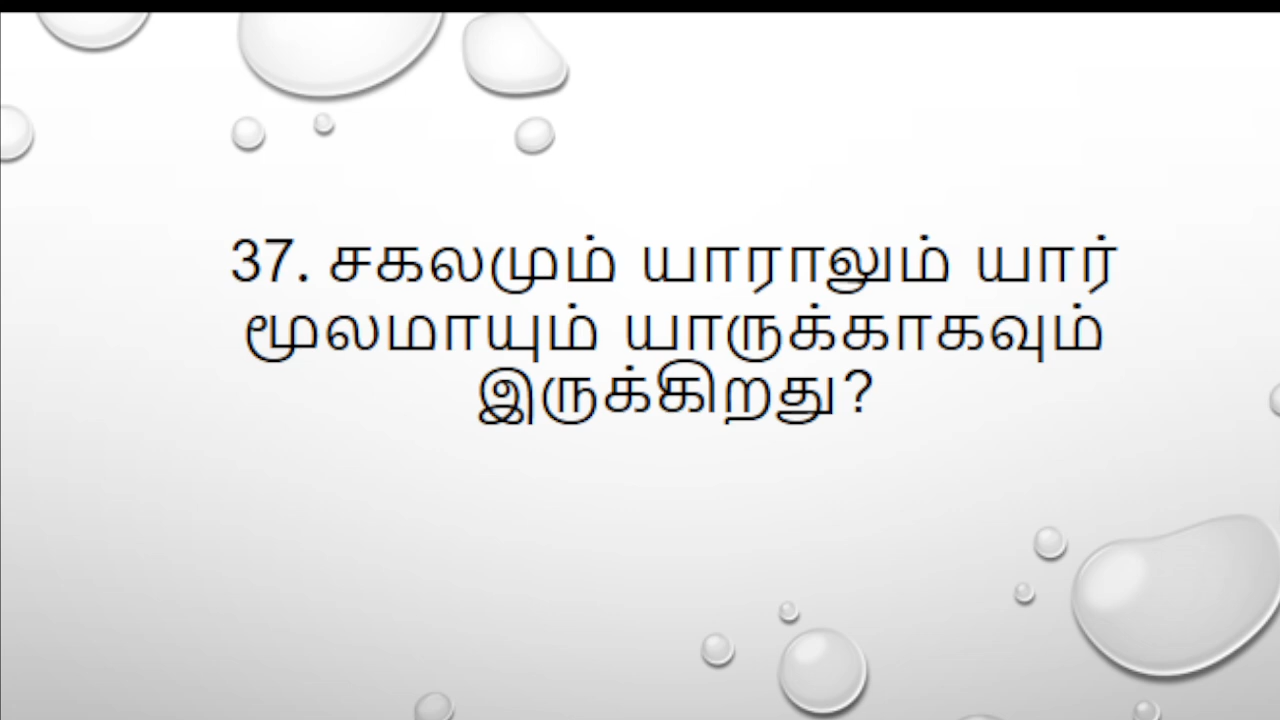 37. சகலமும் யாராலும் யார்
மூலமாயும் யாருக்காகவும்
இருக்கிறது?